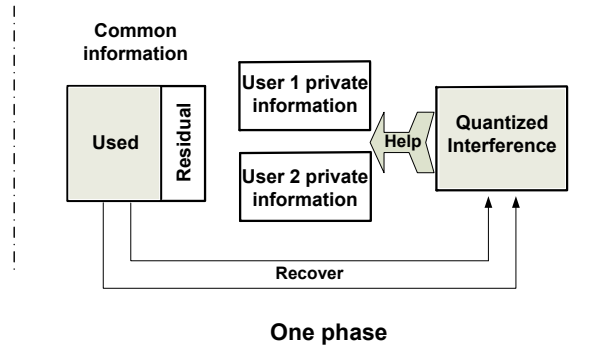 Common
information
Used
Residual
User 1 private
information
User 2 private
information
Help
Quantized
Interference
Recover
One phase